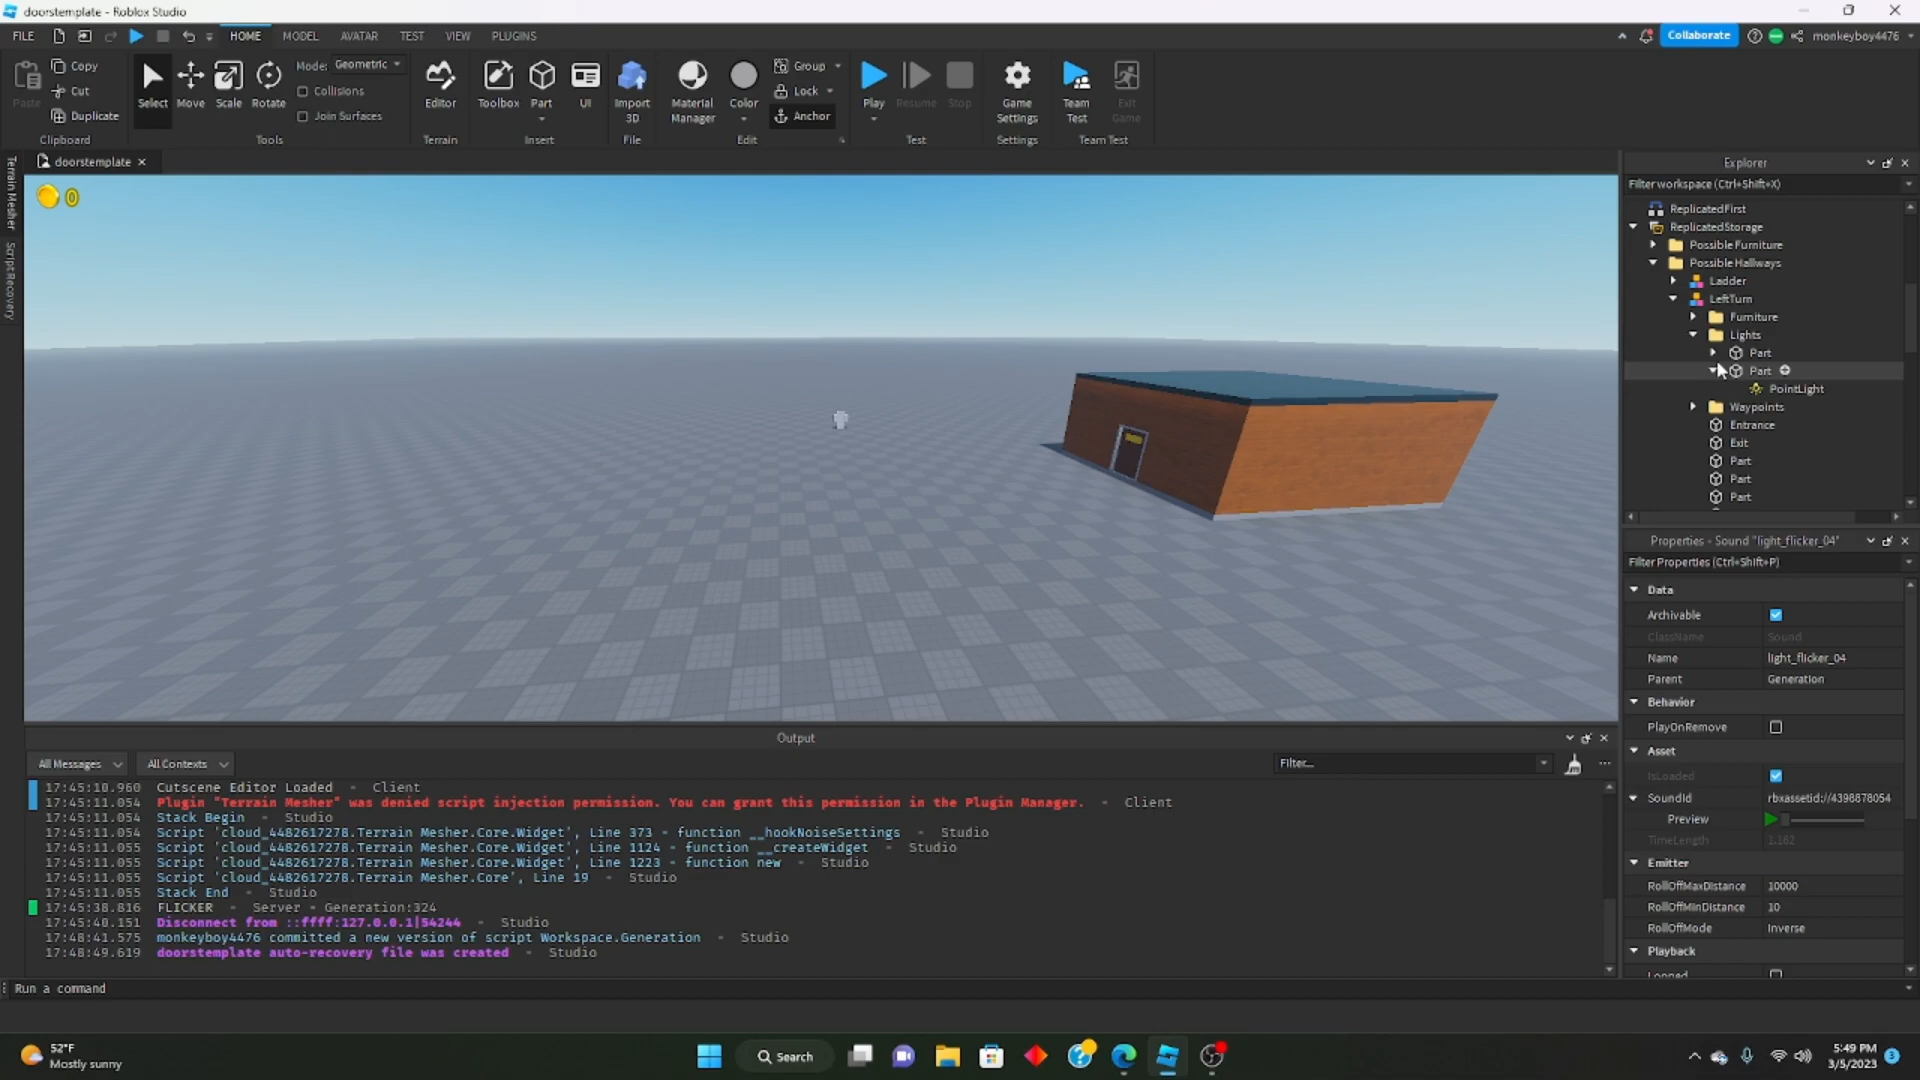 doorstemplate - Roblox Studio
FILE HOME MODEL AVATAR TEST VIEW PLUGINS Collaborate monkeyboy4476
Paste Copy Cut Duplicate Clipboard
Select Move Scale Rotate Mode: Geometric Collisions Join Surfaces Tools
Editor Terrain
Toolbox Part UI Insert
Import 3D File
Material Manager Color Group Lock Anchor Edit
Play Resume Stop Test
Game Settings Settings
Team Test Exit Game Team Test
doorstemplate
Terrain Mesher
Script Recovery
0
Explorer
Filter workspace (Ctrl+Shift+X)
ReplicatedFirst
ReplicatedStorage
Possible Furniture
Possible Hallways
Ladder
LeftTurn
Furniture
Lights
Part
Part
PointLight
Waypoints
Entrance
Exit
Part
Part
Part
Properties - Sound "light_flicker_04"
Filter Properties (Ctrl+Shift+P)
Data
Archivable
ClassName Sound
Name light_flicker_04
Parent Generation
Behavior
PlayOnRemove
Asset
IsLoaded
SoundId rbxassetid://4398878054
Preview
TimeLength 1.162
Emitter
RollOffMaxDistance 10000
RollOffMinDistance 10
RollOffMode Inverse
Playback
Looped
Output
All Messages All Contexts Filter...
17:45:10.960 Cutscene Editor Loaded - Client
17:45:11.054 Plugin "Terrain Mesher" was denied script injection permission. You can grant this permission in the Plugin Manager. - Client
17:45:11.054 Stack Begin - Studio
17:45:11.054 Script 'cloud_4482617278.Terrain Mesher.Core.Widget', Line 373 - function __hookNoiseSettings - Studio
17:45:11.055 Script 'cloud_4482617278.Terrain Mesher.Core.Widget', Line 1124 - function __createWidget - Studio
17:45:11.055 Script 'cloud_4482617278.Terrain Mesher.Core.Widget', Line 1223 - function new - Studio
17:45:11.055 Script 'cloud_4482617278.Terrain Mesher.Core', Line 19 - Studio
17:45:11.055 Stack End - Studio
17:45:38.816 FLICKER - Server - Generation:324
17:45:40.151 Disconnect from ::ffff:127.0.0.1|54244 - Studio
17:48:41.575 monkeyboy4476 committed a new version of script Workspace.Generation - Studio
17:48:49.619 doorstemplate auto-recovery file was created - Studio
Run a command
52°F
Mostly sunny
Search
5:49 PM
3/5/2023
3